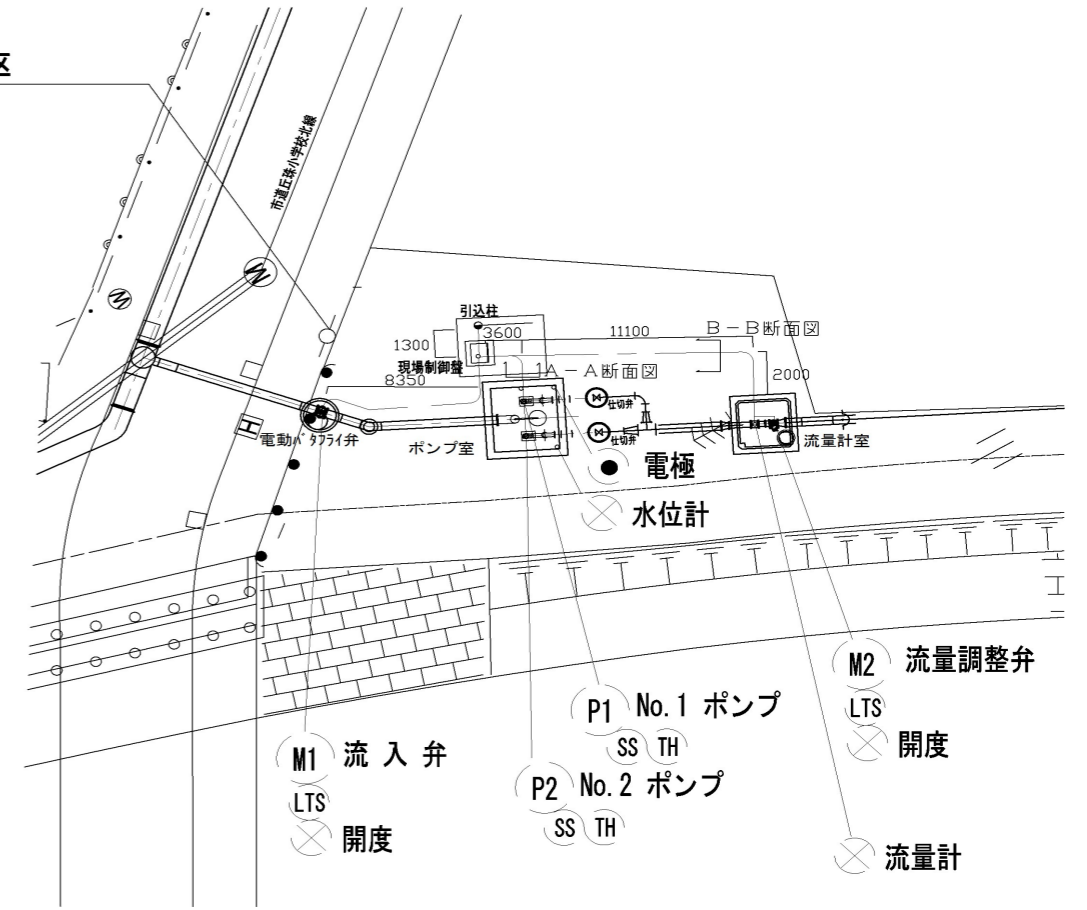 区
市道丘珠小学校北線
W
M
H
引込柱
3600
11100
B-B断面図
1300
現場制御盤
1 1A-A断面図
8350
2000
電動バタフライ弁
ポンプ室
仕切弁
仕切弁
流量計室
電極
水位計
M2 流量調整弁
LTS
開度
P1 No.1 ポンプ
SS TH
M1 流入弁
LTS
開度
P2 No.2 ポンプ
SS TH
流量計